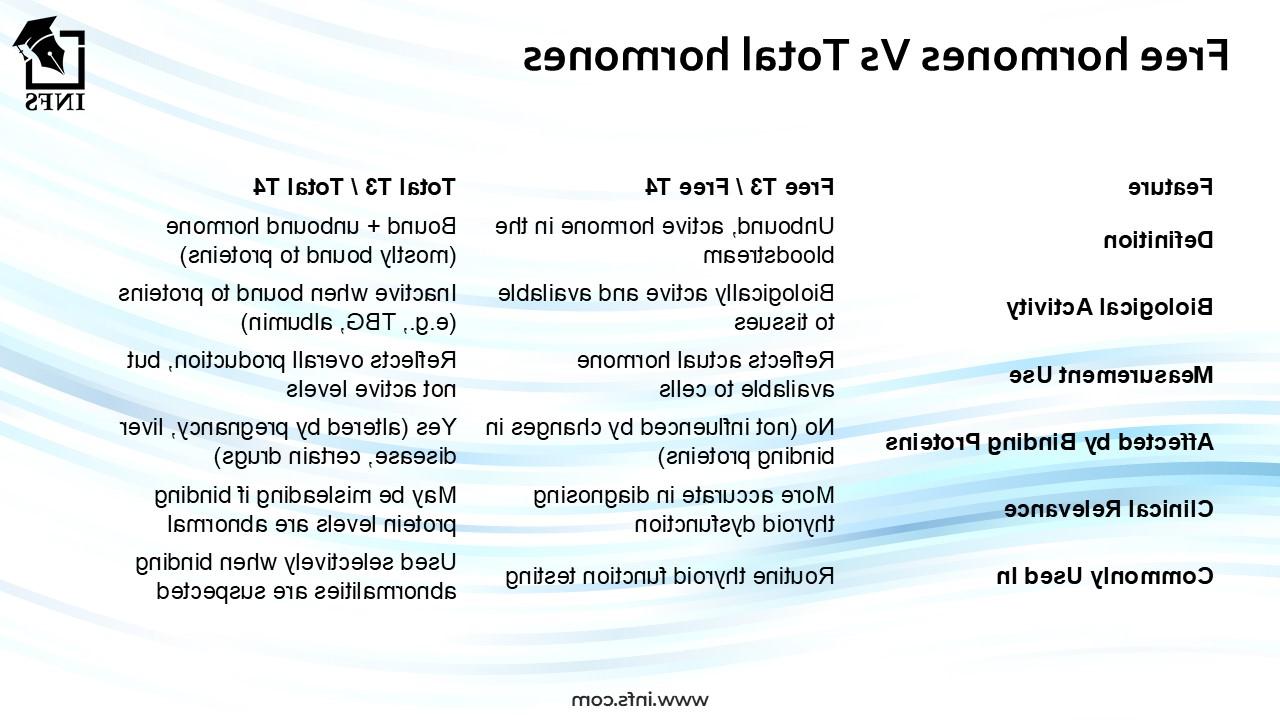 Free hormones Vs Total hormones
INFS
Feature
Free T3 / Free T4
Total T3 / Total T4
Definition
Unbound, active hormone in the
bloodstream
Bound + unbound hormone
(mostly bound to proteins)
Biological Activity
Biologically active and available
to tissues
Inactive when bound to proteins
(e.g., TBG, albumin)
Measurement Use
Reflects actual hormone
available to cells
Reflects overall production, but
not active levels
Affected by Binding Proteins
No (not influenced by changes in
binding proteins)
Yes (altered by pregnancy, liver
disease, certain drugs)
Clinical Relevance
More accurate in diagnosing
thyroid dysfunction
May be misleading if binding
protein levels are abnormal
Commonly Used In
Routine thyroid function testing
Used selectively when binding
abnormalities are suspected
www.infs.com